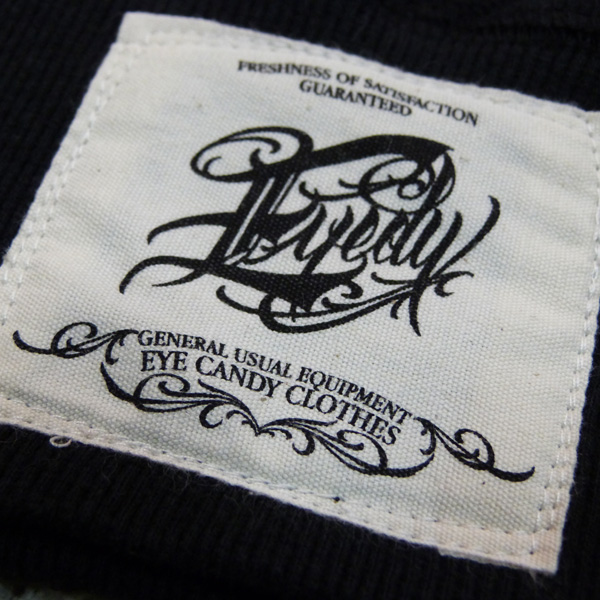 FRESHNESS OF SATISFACTION
GUARANTEED
Eyedy
GENERAL USUAL EQUIPMENT
EYE CANDY CLOTHES